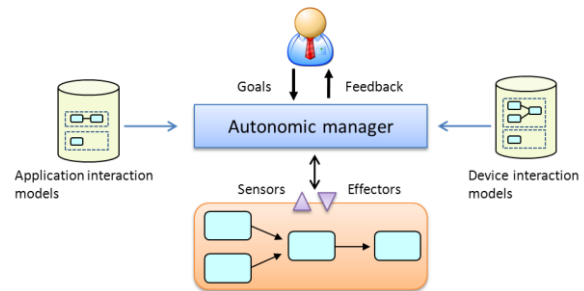 Goals
Feedback
Autonomic manager
Application interaction
models
Device interaction
models
Sensors
Effectors